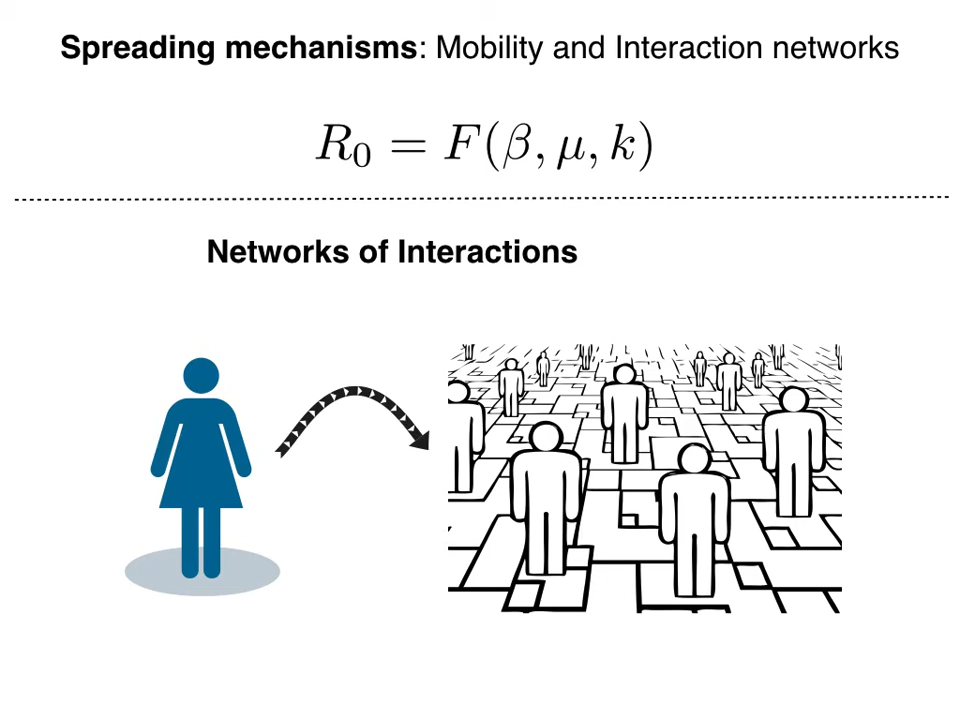 Spreading mechanisms: Mobility and Interaction networks
R₀ = F(β, μ, k)
Networks of Interactions